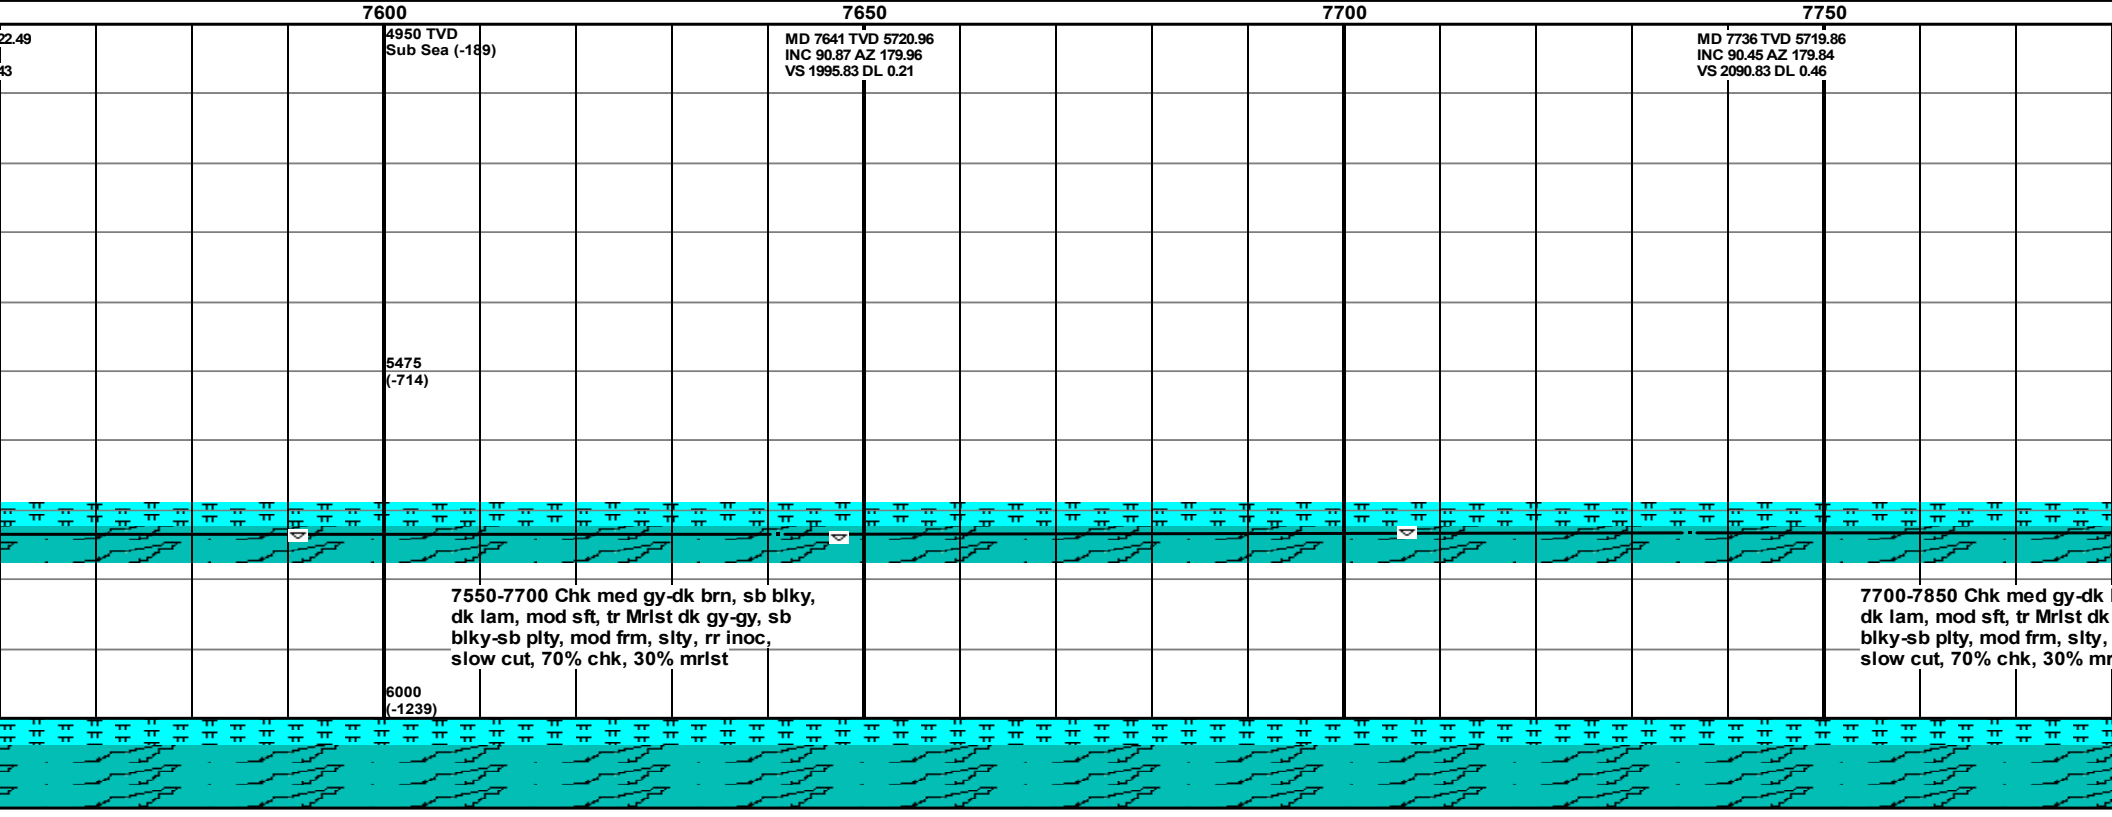 7600
7650
7700
7750
22.49
43
4950 TVD
Sub Sea (-189)
MD 7641 TVD 5720.96
INC 90.87 AZ 179.96
VS 1995.83 DL 0.21
MD 7736 TVD 5719.86
INC 90.45 AZ 179.84
VS 2090.83 DL 0.46
5475
(-714)
7550-7700 Chk med gy-dk brn, sb blky,
dk lam, mod sft, tr Mrlst dk gy-gy, sb
blky-sb plty, mod frm, slty, rr inoc,
slow cut, 70% chk, 30% mrlst
7700-7850 Chk med gy-dk
dk lam, mod sft, tr Mrlst dk
blky-sb plty, mod frm, slty,
slow cut, 70% chk, 30% mr
6000
(-1239)